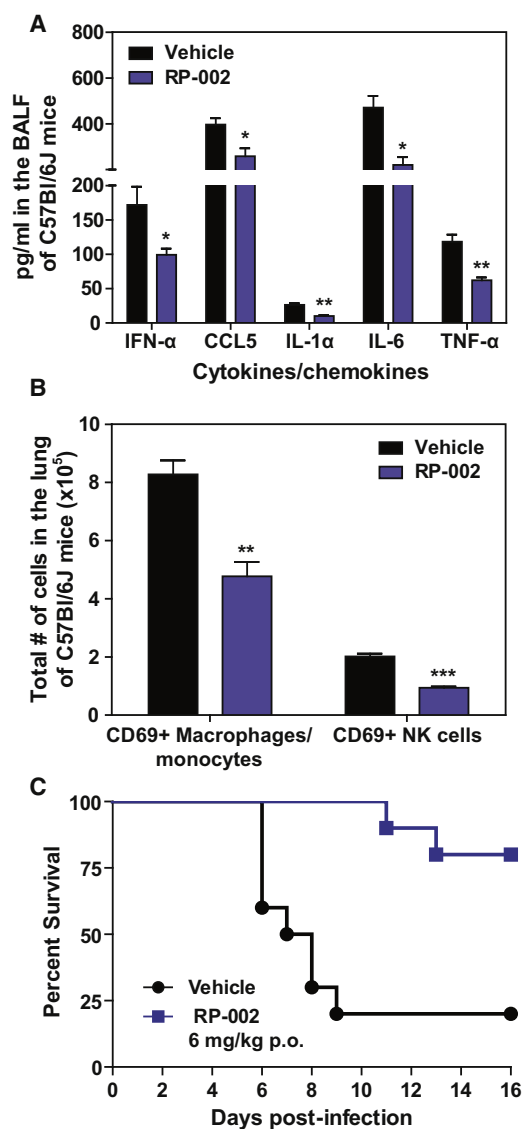 A
800
Vehicle
RP-002
600
400
200
150
100
50
0
pg/ml in the BALF
of C57Bl/6J mice
*
*
**
*
**
IFN-α CCL5 IL-1α IL-6 TNF-α
Cytokines/chemokines
B
10
8
6
4
2
0
Total # of cells in the lung
of C57Bl/6J mice (x10⁵)
Vehicle
RP-002
**
***
CD69+ Macrophages/
monocytes
CD69+ NK cells
C
100
75
50
25
0
Percent Survival
Vehicle
RP-002
6 mg/kg p.o.
0 2 4 6 8 10 12 14 16
Days post-infection